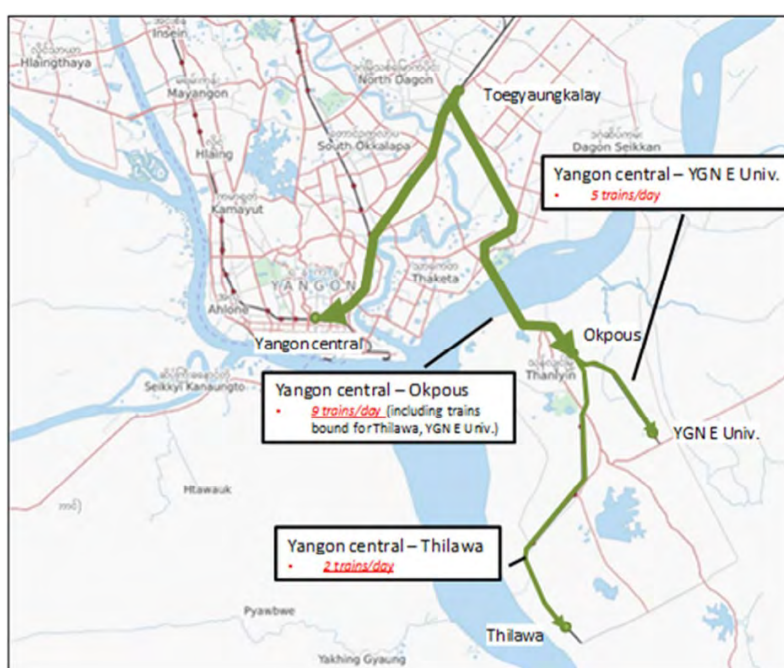 Insein
Hlaingthaya
Mayangon
North Dagon
Toegyaungkalay
Hlaing
South Okkalapa
Dagon Seikkan
Yangon central – YGN E Univ.
• 5 trains/day
Kamayut
YANGON
Thaketa
Ahlone
Yangon central
Okpous
Seikkyi Kanaungto
Thanlyin
Yangon central – Okpous
• 9 trains/day (including trains
bound for Thilawa, YGN E Univ.)
YGN E Univ.
Htawauk
Yangon central – Thilawa
• 2 trains/day
Pyawbwe
Thilawa
Yakhing Gyaung